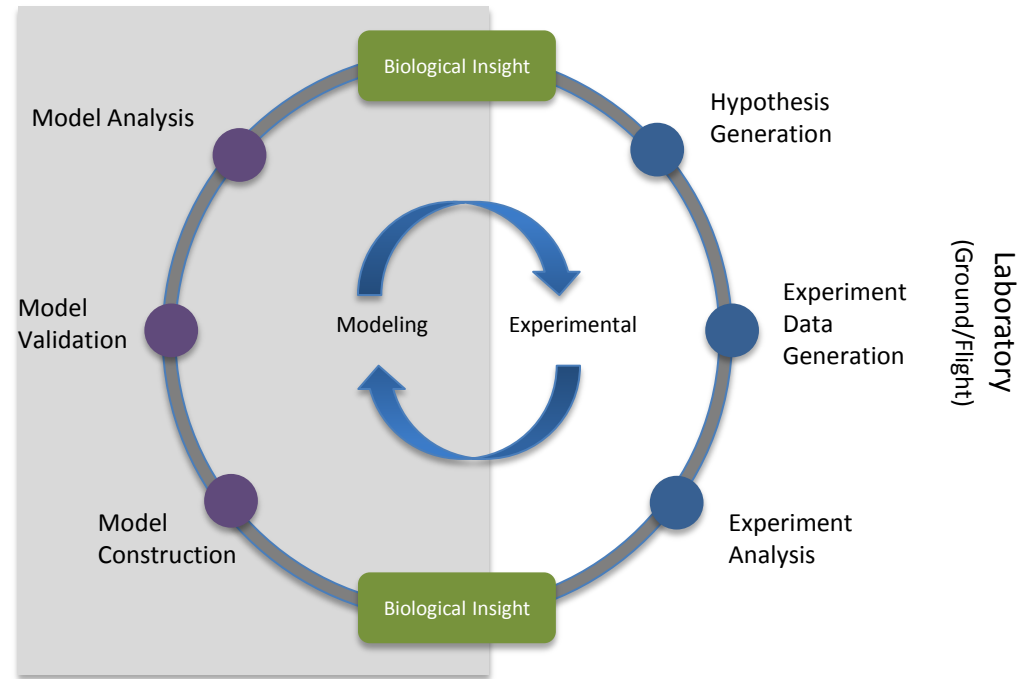 Biological Insight
Model Analysis
Hypothesis
Generation
Model
Validation
Modeling
Experimental
Experiment
Data
Generation
Laboratory
(Ground/Flight)
Model
Construction
Experiment
Analysis
Biological Insight